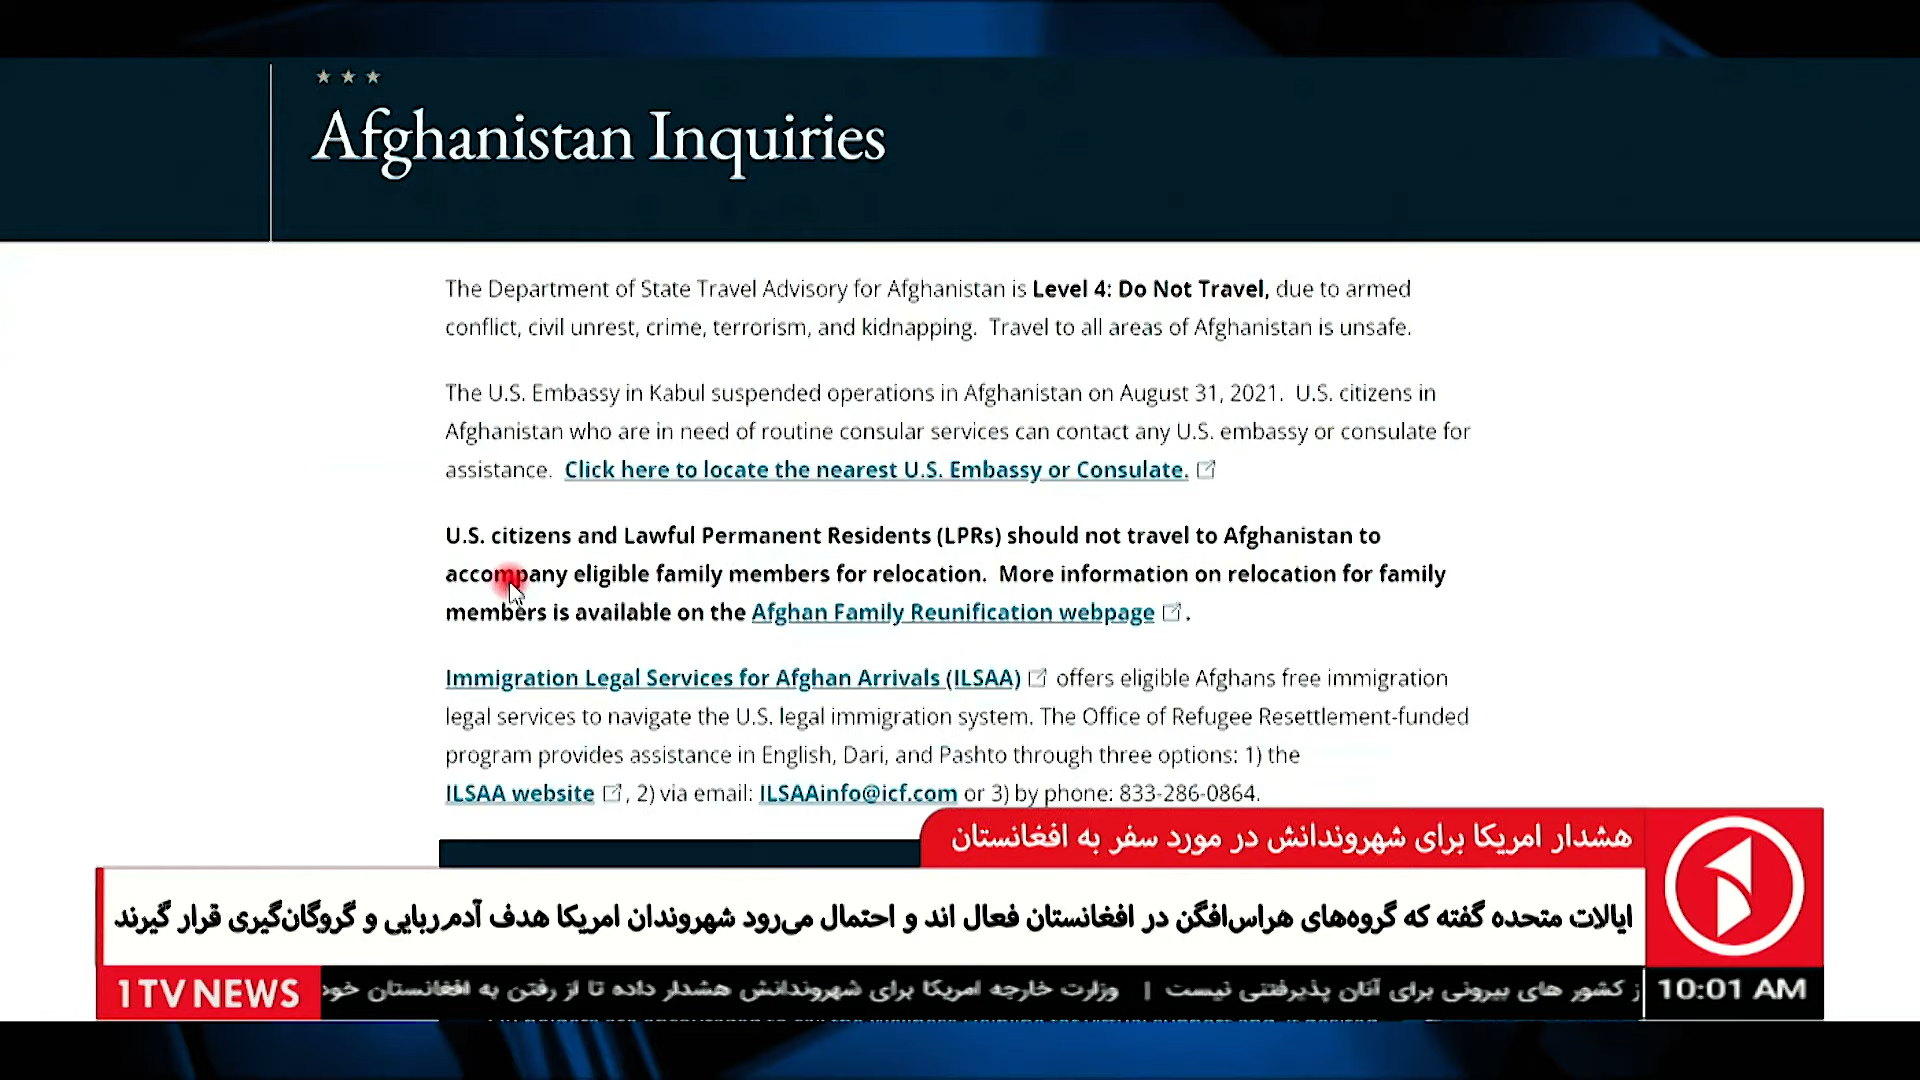 Afghanistan Inquiries
The Department of State Travel Advisory for Afghanistan is Level 4: Do Not Travel, due to armed
conflict, civil unrest, crime, terrorism, and kidnapping. Travel to all areas of Afghanistan is unsafe.
The U.S. Embassy in Kabul suspended operations in Afghanistan on August 31, 2021. U.S. citizens in
Afghanistan who are in need of routine consular services can contact any U.S. embassy or consulate for
assistance. Click here to locate the nearest U.S. Embassy or Consulate.
U.S. citizens and Lawful Permanent Residents (LPRs) should not travel to Afghanistan to
accompany eligible family members for relocation. More information on relocation for family
members is available on the Afghan Family Reunification webpage.
Immigration Legal Services for Afghan Arrivals (ILSAA) offers eligible Afghans free immigration
legal services to navigate the U.S. legal immigration system. The Office of Refugee Resettlement-funded
program provides assistance in English, Dari, and Pashto through three options: 1) the
ILSAA website, 2) via email: ILSAAinfo@icf.com or 3) by phone: 833-286-0864.
هشدار امریکا برای شهروندانش در مورد سفر به افغانستان
ایالات متحده گفته که گروه‌های هراس‌افگن در افغانستان فعال اند و احتمال می‌رود شهروندان امریکا هدف آدم‌ربایی و گروگان‌گیری قرار گیرند
1TV NEWS
ز کشور های بیرونی برای آنان پذیرفتنی نیست | وزارت خارجه امریکا برای شهروندانش هشدار داده تا از رفتن به افغانستان خود
10:01 AM